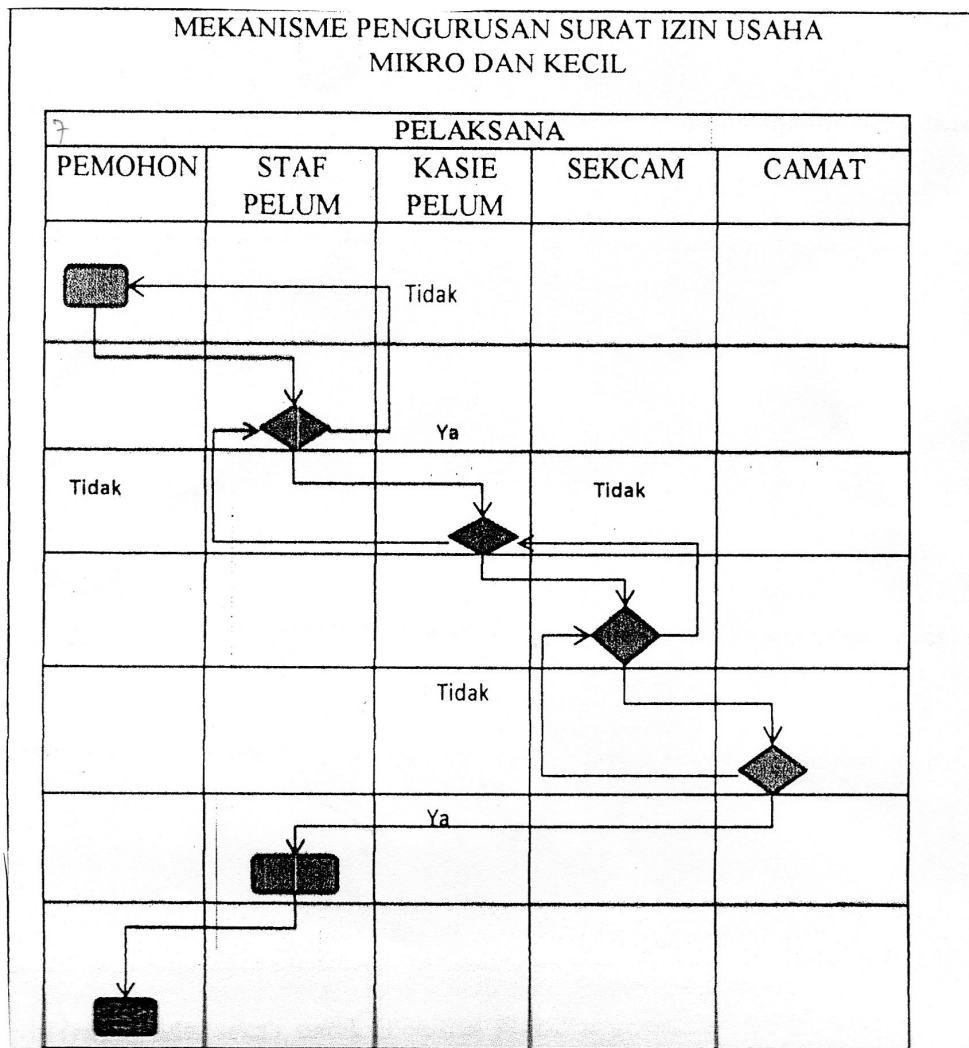 MEKANISME PENGURUSAN SURAT IZIN USAHA
MIKRO DAN KECIL
7
PELAKSANA
PEMOHON STAF PELUM KASIE PELUM SEKCAM CAMAT
Tidak
Ya
Tidak Tidak
Tidak
Ya